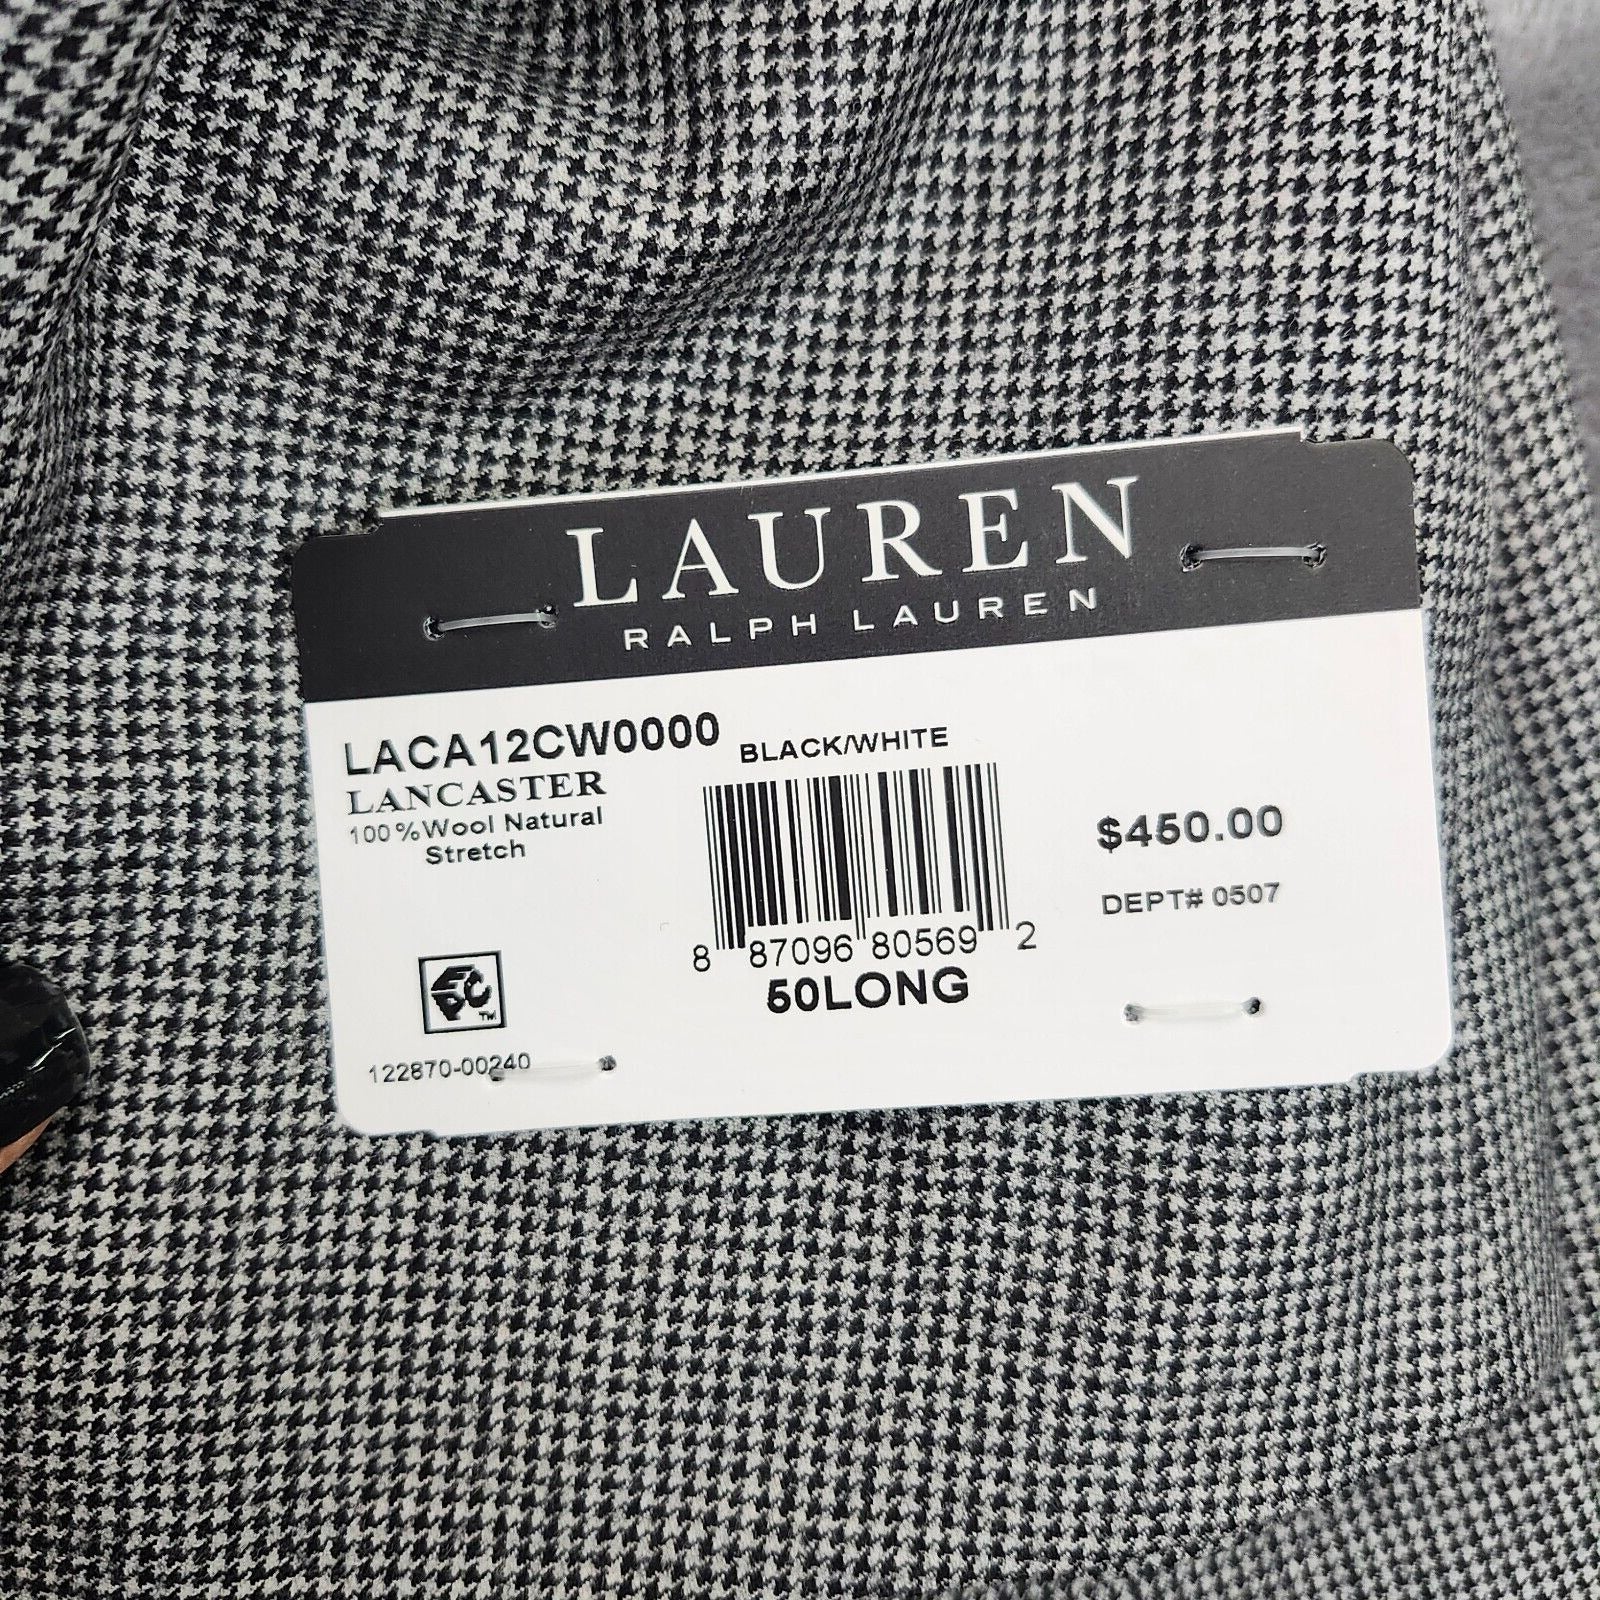 LAUREN
RALPH LAUREN
LACA12CW0000
BLACK/WHITE
LANCASTER
100%Wool Natural
Stretch
$450.00
DEPT# 0507
8 87096 80569 2
50LONG
TM
122870-00240